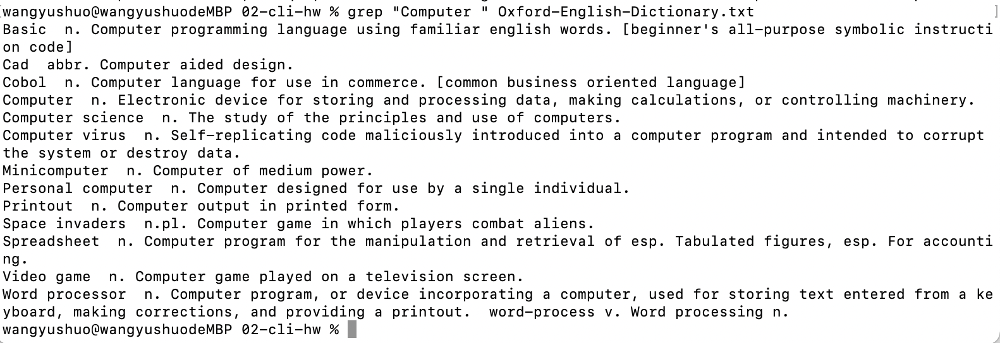 wangyushuo@wangyushuodeMBP 02-cli-hw % grep "Computer " Oxford-English-Dictionary.txt
Basic  n. Computer programming language using familiar english words. [beginner's all-purpose symbolic instructi
on code]
Cad  abbr. Computer aided design.
Cobol  n. Computer language for use in commerce. [common business oriented language]
Computer  n. Electronic device for storing and processing data, making calculations, or controlling machinery.
Computer science  n. The study of the principles and use of computers.
Computer virus  n. Self-replicating code maliciously introduced into a computer program and intended to corrupt
the system or destroy data.
Minicomputer  n. Computer of medium power.
Personal computer  n. Computer designed for use by a single individual.
Printout  n. Computer output in printed form.
Space invaders  n.pl. Computer game in which players combat aliens.
Spreadsheet  n. Computer program for the manipulation and retrieval of esp. Tabulated figures, esp. For accounti
ng.
Video game  n. Computer game played on a television screen.
Word processor  n. Computer program, or device incorporating a computer, used for storing text entered from a ke
yboard, making corrections, and providing a printout.  word-process v. Word processing n.
wangyushuo@wangyushuodeMBP 02-cli-hw %